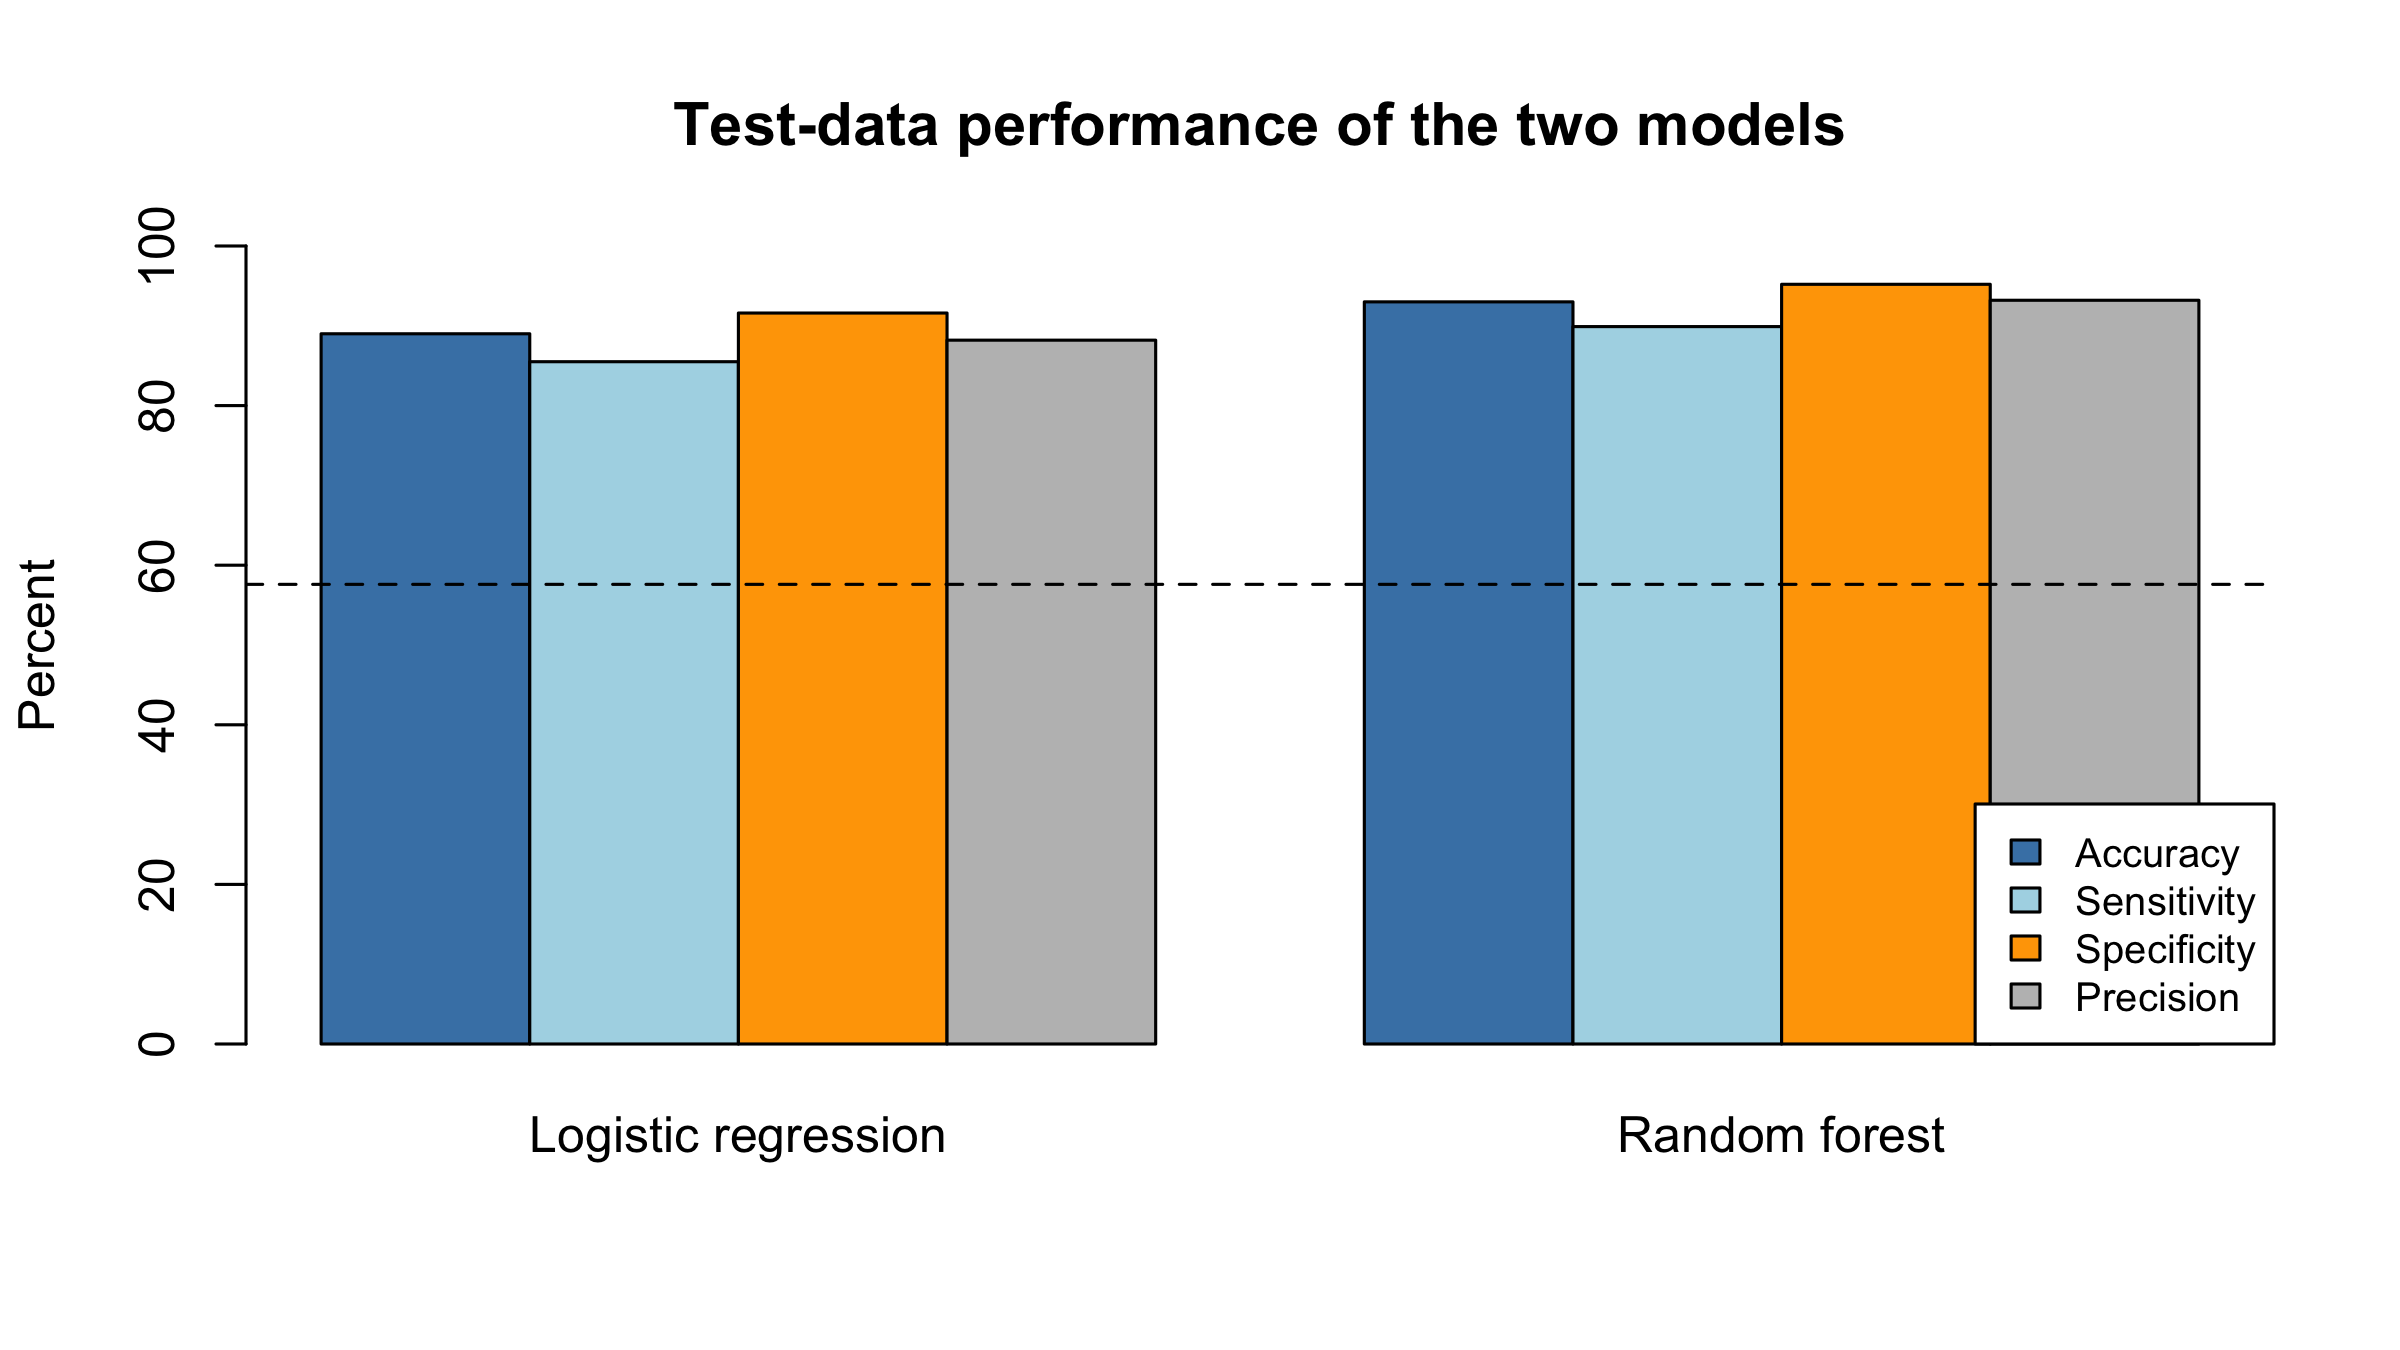 Test-data performance of the two models
Percent
100
80
60
40
20
0
Accuracy
Sensitivity
Specificity
Precision
Logistic regression
Random forest